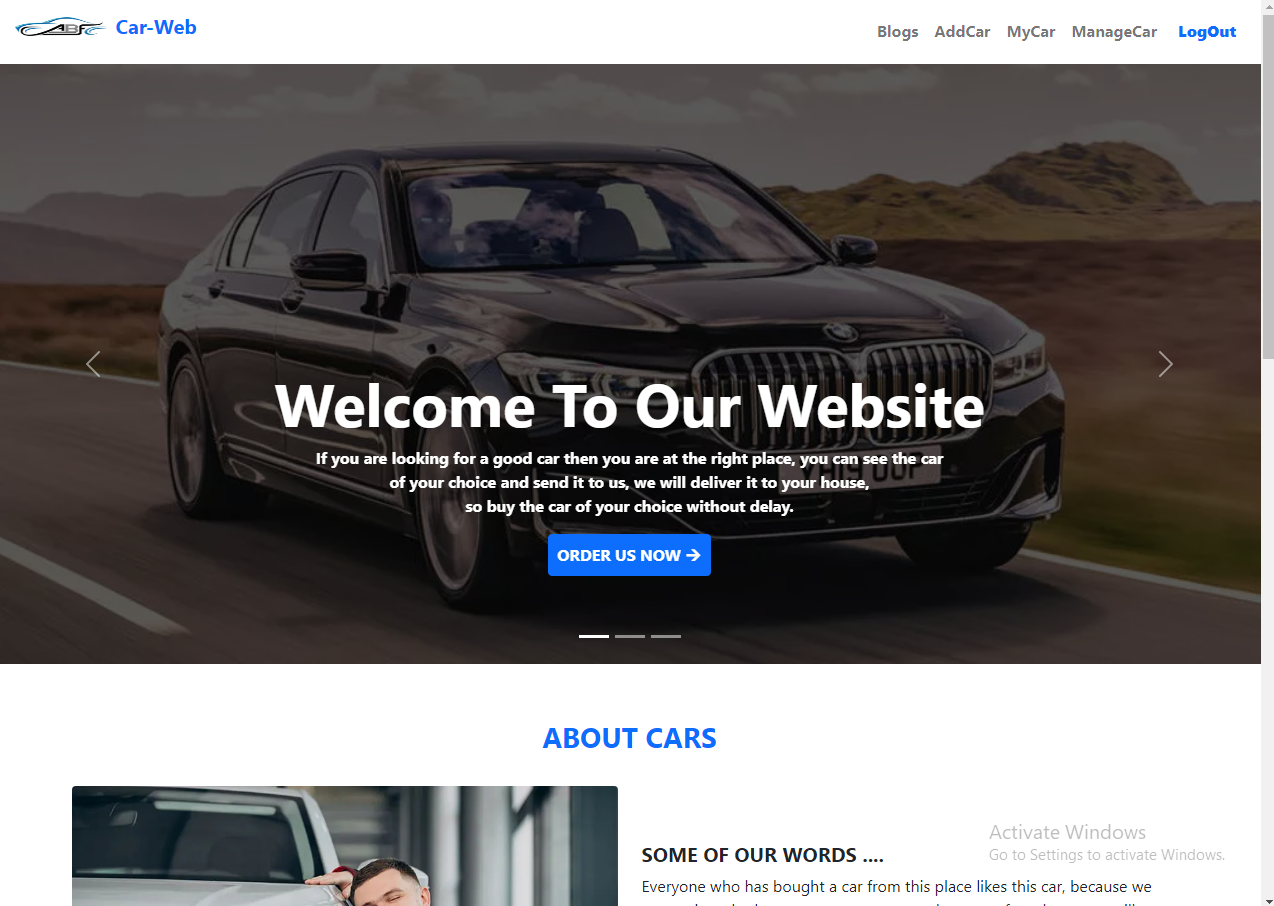 ABF Car-Web
Blogs AddCar MyCar ManageCar LogOut
Welcome To Our Website
If you are looking for a good car then you are at the right place, you can see the car
of your choice and send it to us, we will deliver it to your house,
so buy the car of your choice without delay.
ORDER US NOW →
ABOUT CARS
Activate Windows
Go to Settings to activate Windows.
SOME OF OUR WORDS ....
Everyone who has bought a car from this place likes this car, because we